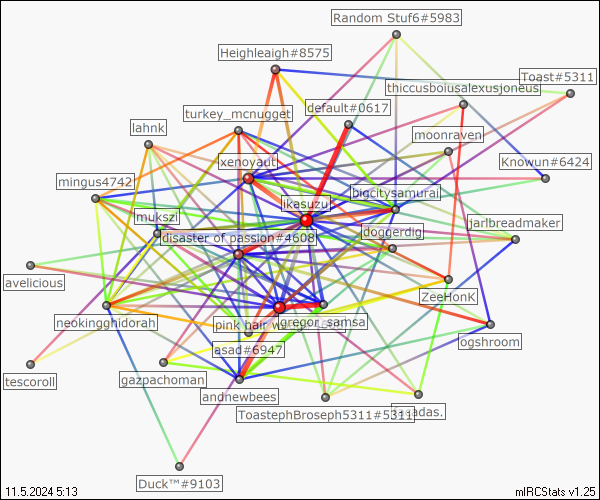 Random Stuf6#5983
Heighleaigh#8575
Toast#5311
thiccusboiusalexusjoneus
turkey_mcnugget
default#0617
lahnk
moonraven
xenoyaut
Knowun#6424
mingus4742
bigcitysamurai
ikasuzu
mukszi
jarlbreadmaker
disaster of passion#4608
doggerdig
avelicious
ZeeHonK
neokingghidorah
pink hair
gregor_samsa
ogshroom
asad#6947
tescoroll
gazpachoman
andnewbees
ToastephBroseph5311#5311
adas.
Duck™#9103
11.5.2024 5:13
mIRCStats v1.25